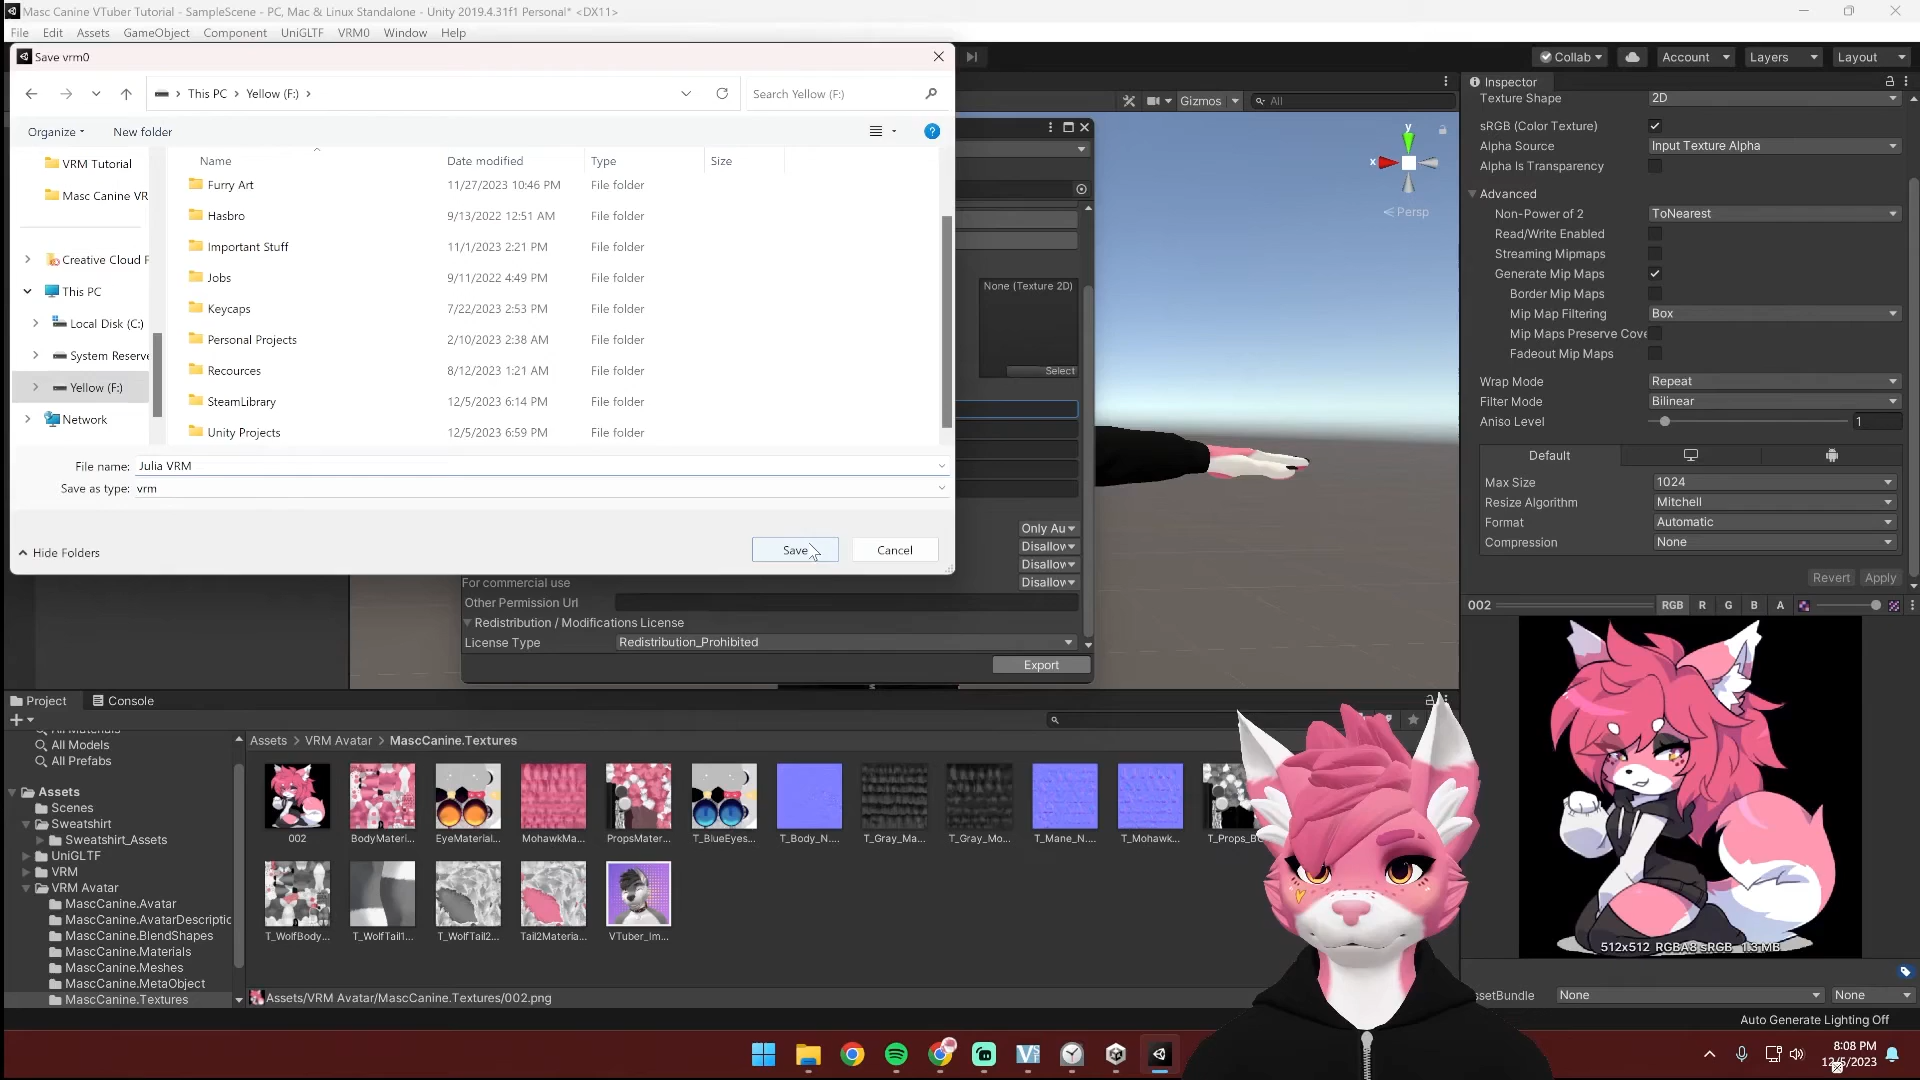 Masc Canine VTuber Tutorial - SampleScene - PC, Mac & Linux Standalone - Unity 2019.4.31f1 Personal* <DX11>
File Edit Assets GameObject Component UniGLTF VRM0 Window Help
Save vrm0
Collab Account Layers Layout
This PC > Yellow (F:) >
Search Yellow (F:)
Organize New folder
Gizmos All
Name Date modified Type Size
VRM Tutorial
Masc Canine VR
Creative Cloud F
This PC
Local Disk (C:)
System Reserve
Yellow (F:)
Network
Furry Art 11/27/2023 10:46 PM File folder
Hasbro 9/13/2022 12:51 AM File folder
Important Stuff 11/1/2023 2:21 PM File folder
Jobs 9/11/2022 4:49 PM File folder
Keycaps 7/22/2023 2:53 PM File folder
Personal Projects 2/10/2023 2:38 AM File folder
Recources 8/12/2023 1:21 AM File folder
SteamLibrary 12/5/2023 6:14 PM File folder
Unity Projects 12/5/2023 6:59 PM File folder
File name: Julia VRM
Save as type: vrm
Hide Folders
Save Cancel
None (Texture 2D)
Select
Only Au
Disallow
Disallow
For commercial use Disallow
Other Permission Url
Redistribution / Modifications License
License Type Redistribution_Prohibited
Export
y
x
Persp
Inspector
Texture Shape 2D
sRGB (Color Texture)
Alpha Source Input Texture Alpha
Alpha Is Transparency
Advanced
Non-Power of 2 ToNearest
Read/Write Enabled
Streaming Mipmaps
Generate Mip Maps
Border Mip Maps
Mip Map Filtering Box
Mip Maps Preserve Cove
Fadeout Mip Maps
Wrap Mode Repeat
Filter Mode Bilinear
Aniso Level 1
Default
Max Size 1024
Resize Algorithm Mitchell
Format Automatic
Compression None
Revert Apply
002 RGB R G B A
512x512 RGBA8 sRGB 1.3 MB
ssetBundle None None
Auto Generate Lighting Off
Project Console
All Materials
All Models
All Prefabs
Assets
Scenes
Sweatshirt
Sweatshirt_Assets
UniGLTF
VRM
VRM Avatar
MascCanine.Avatar
MascCanine.AvatarDescriptio
MascCanine.BlendShapes
MascCanine.Materials
MascCanine.Meshes
MascCanine.MetaObject
MascCanine.Textures
Assets > VRM Avatar > MascCanine.Textures
002 BodyMateri... EyeMaterial... MohawkMa... PropsMater... T_BlueEyes... T_Body_N.... T_Gray_Ma... T_Gray_Mo... T_Mane_N.... T_Mohawk... T_Props_B
T_WolfBody... T_WolfTail1... T_WolfTail2... Tail2Materia... VTuber_Im...
Assets/VRM Avatar/MascCanine.Textures/002.png
8:08 PM
12/5/2023